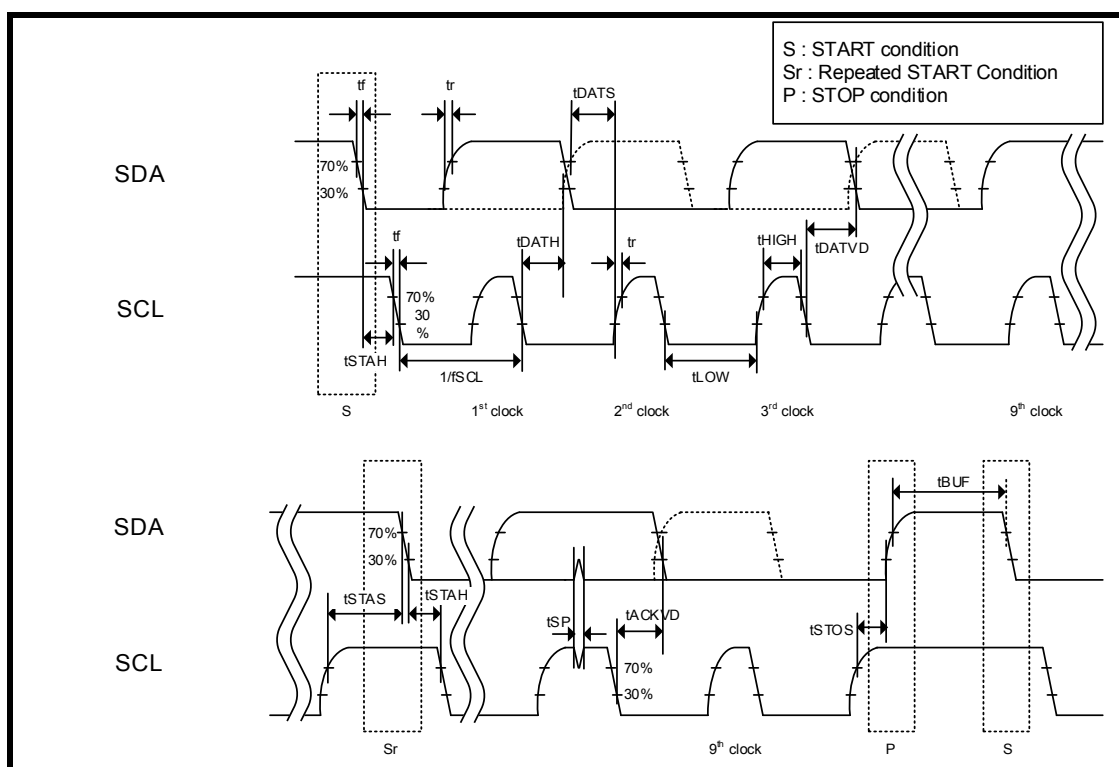 S : START condition
Sr : Repeated START Condition
P : STOP condition
tf
tr
tDATS
SDA
70%
30%
tf
tDATH
tr
tHIGH
tDATVD
SCL
70%
30
%
tSTAH
1/fSCL
tLOW
S
1st clock
2nd clock
3rd clock
9th clock
tBUF
SDA
70%
30%
tSTAS
tSTAH
tSP
tACKVD
tSTOS
SCL
70%
30%
Sr
9th clock
P
S